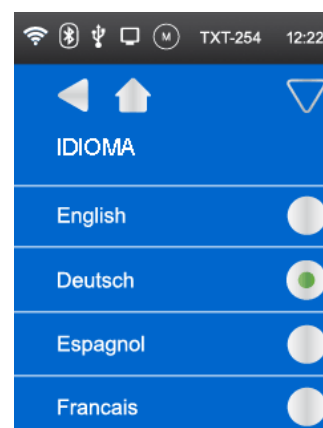 M TXT-254 12:22
IDIOMA
English
Deutsch
Espagnol
Francais